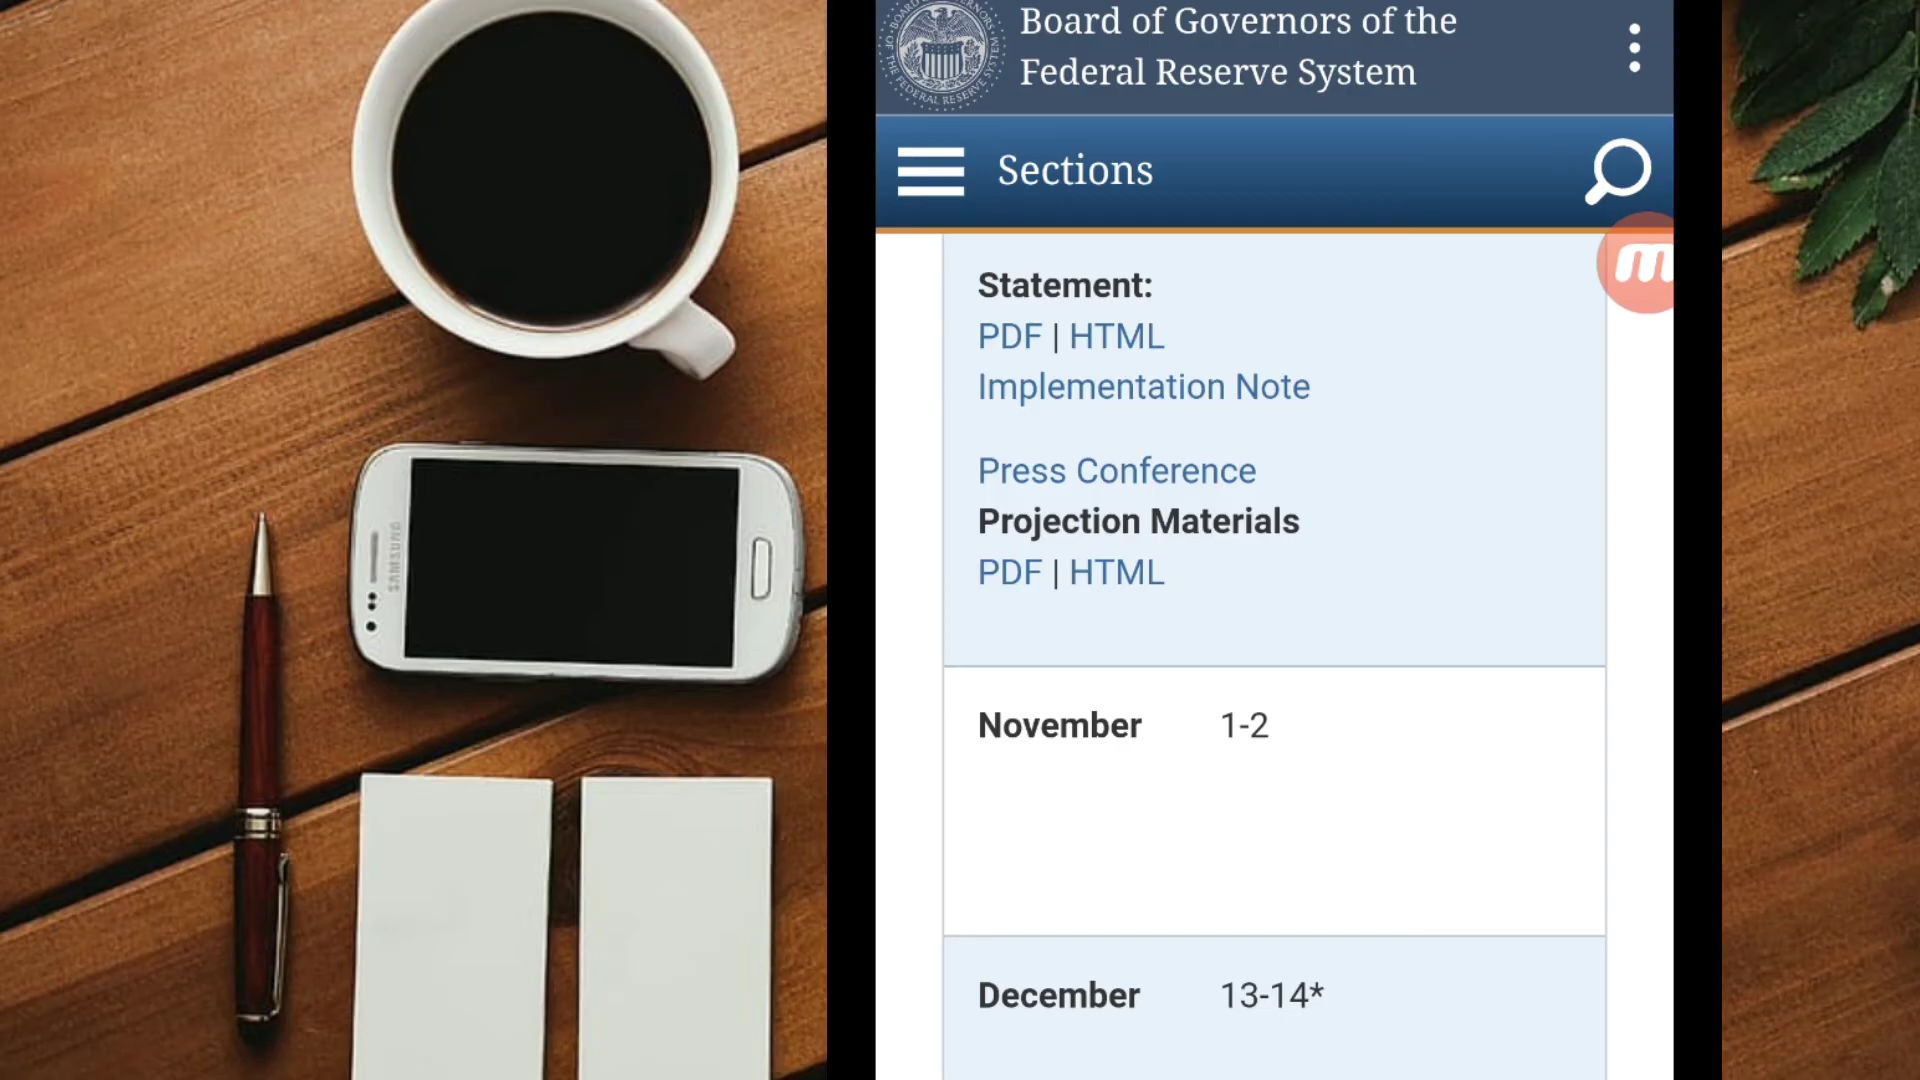 Board of Governors of the
Federal Reserve System
Sections
Statement:
PDF | HTML
Implementation Note
Press Conference
Projection Materials
PDF | HTML
November 1-2
December 13-14*
SAMSUNG